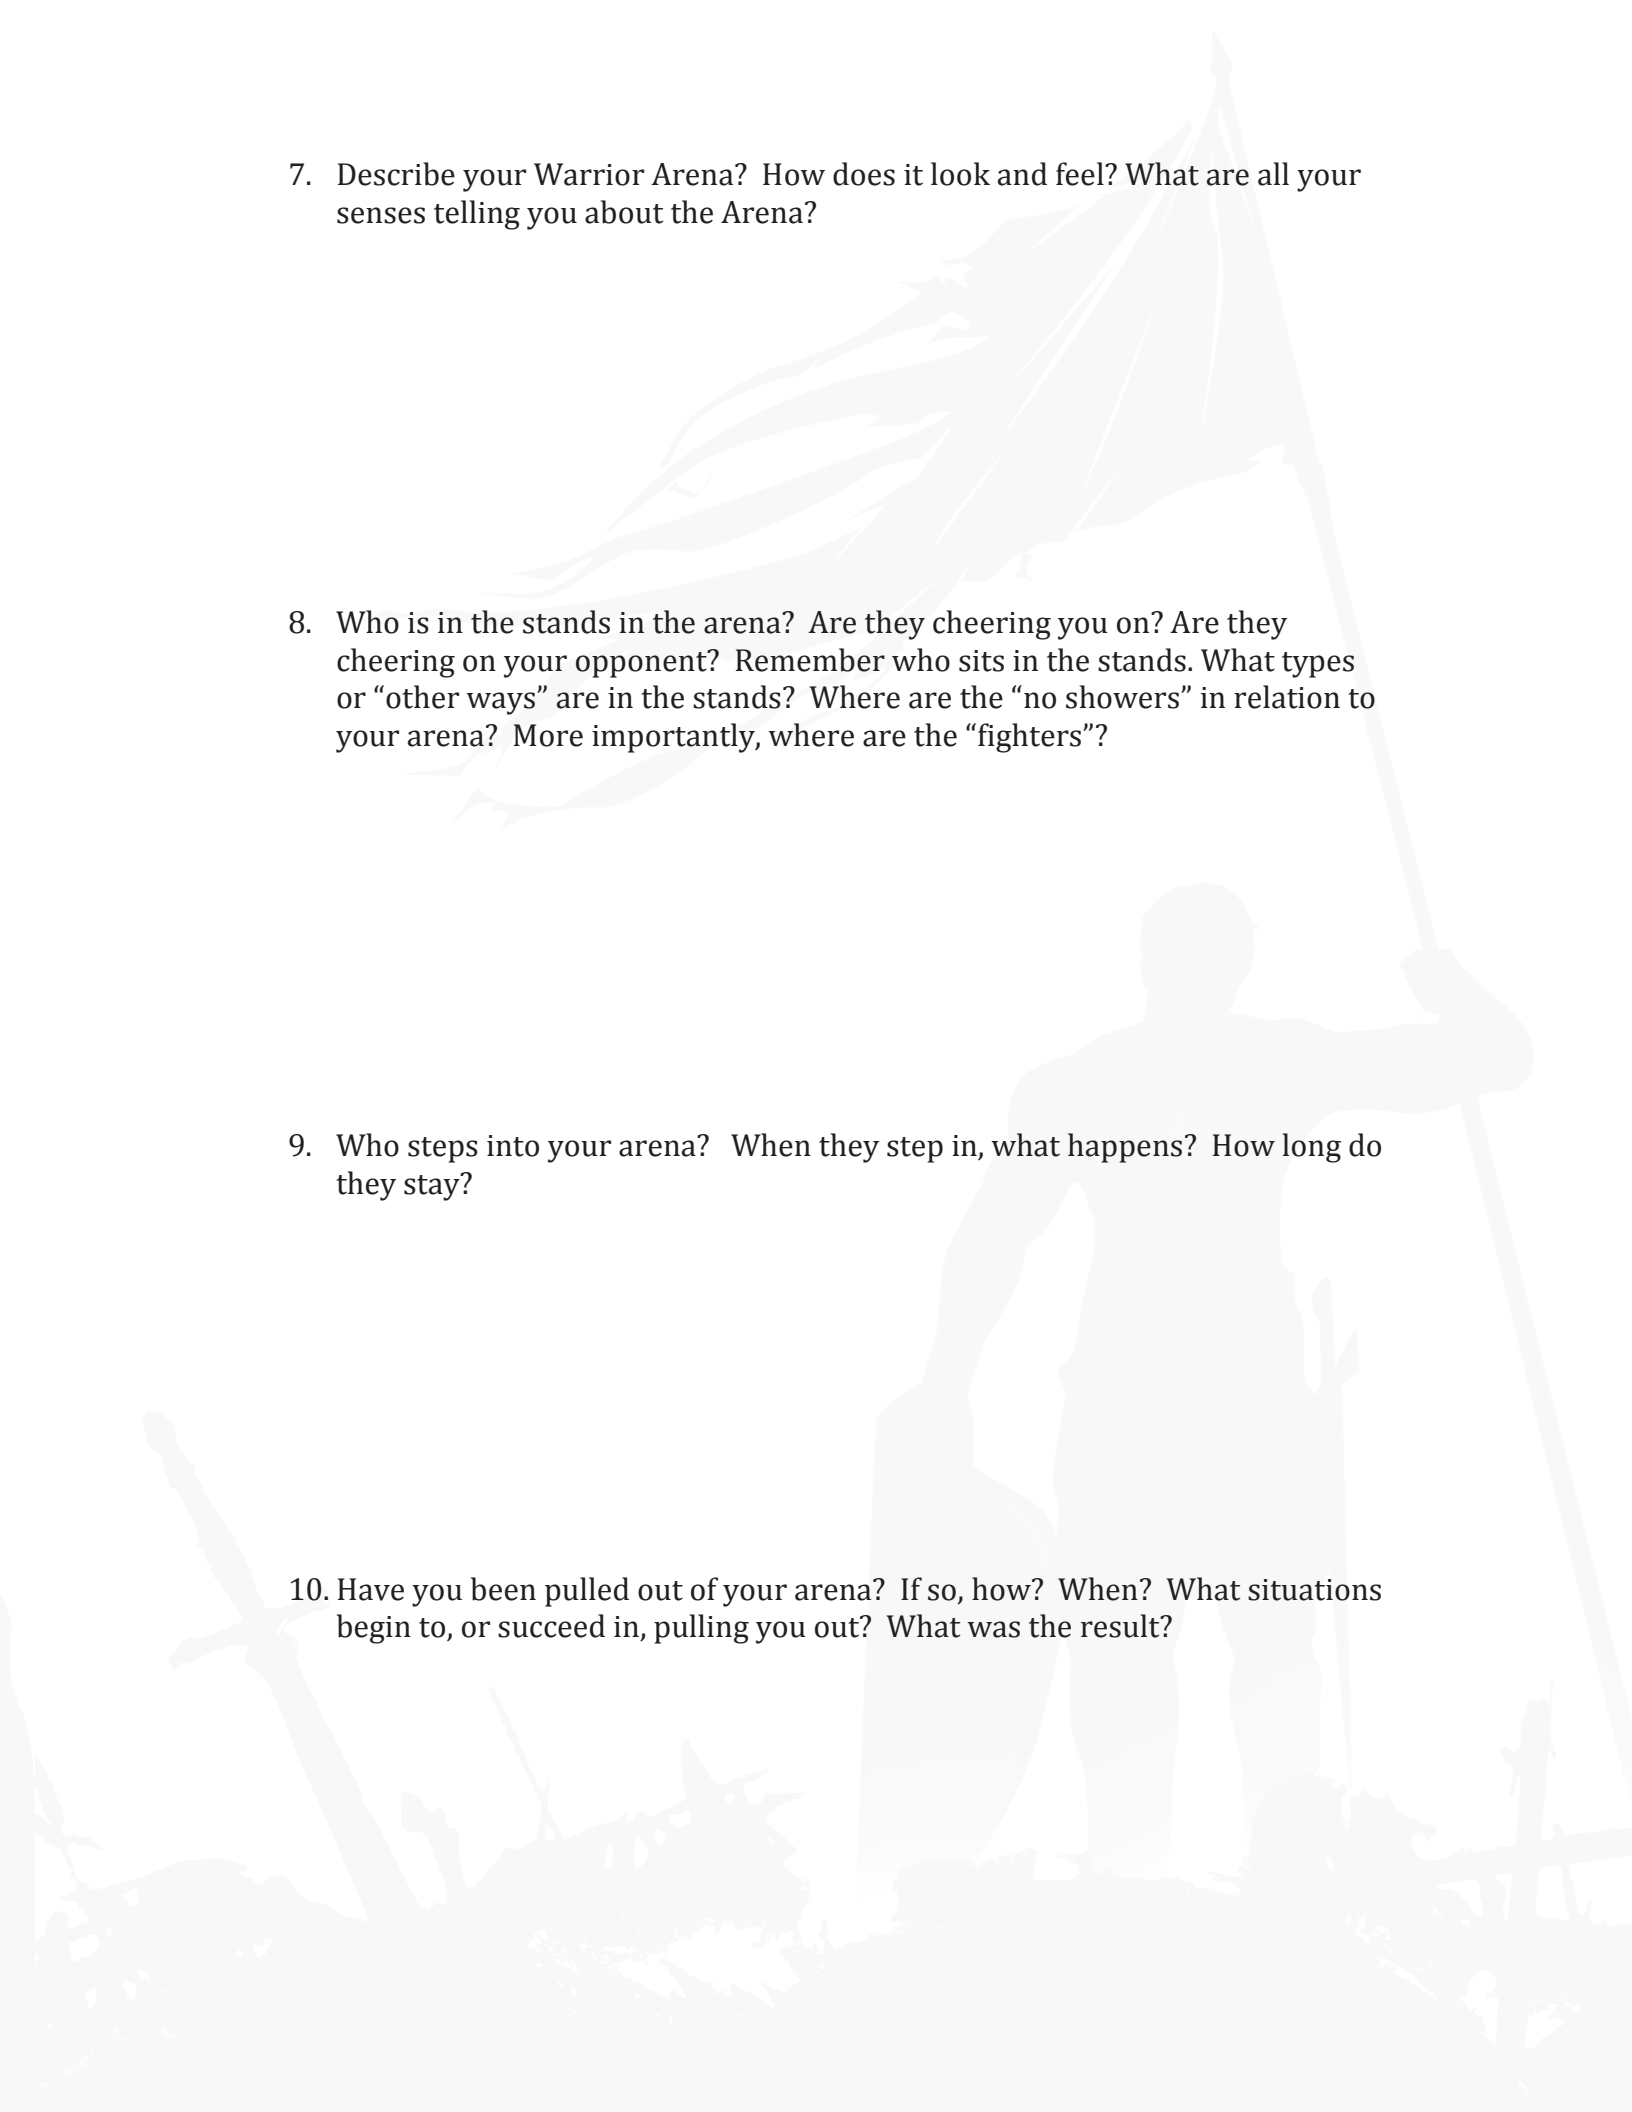 7. Describe your Warrior Arena?  How does it look and feel? What are all your
senses telling you about the Arena?
8. Who is in the stands in the arena?  Are they cheering you on? Are they
cheering on your opponent?  Remember who sits in the stands. What types
or “other ways” are in the stands?  Where are the “no showers” in relation to
your arena?  More importantly, where are the “fighters”?
9. Who steps into your arena?   When they step in, what happens?  How long do
they stay?
10. Have you been pulled out of your arena?  If so, how?  When?  What situations
begin to, or succeed in, pulling you out?  What was the result?